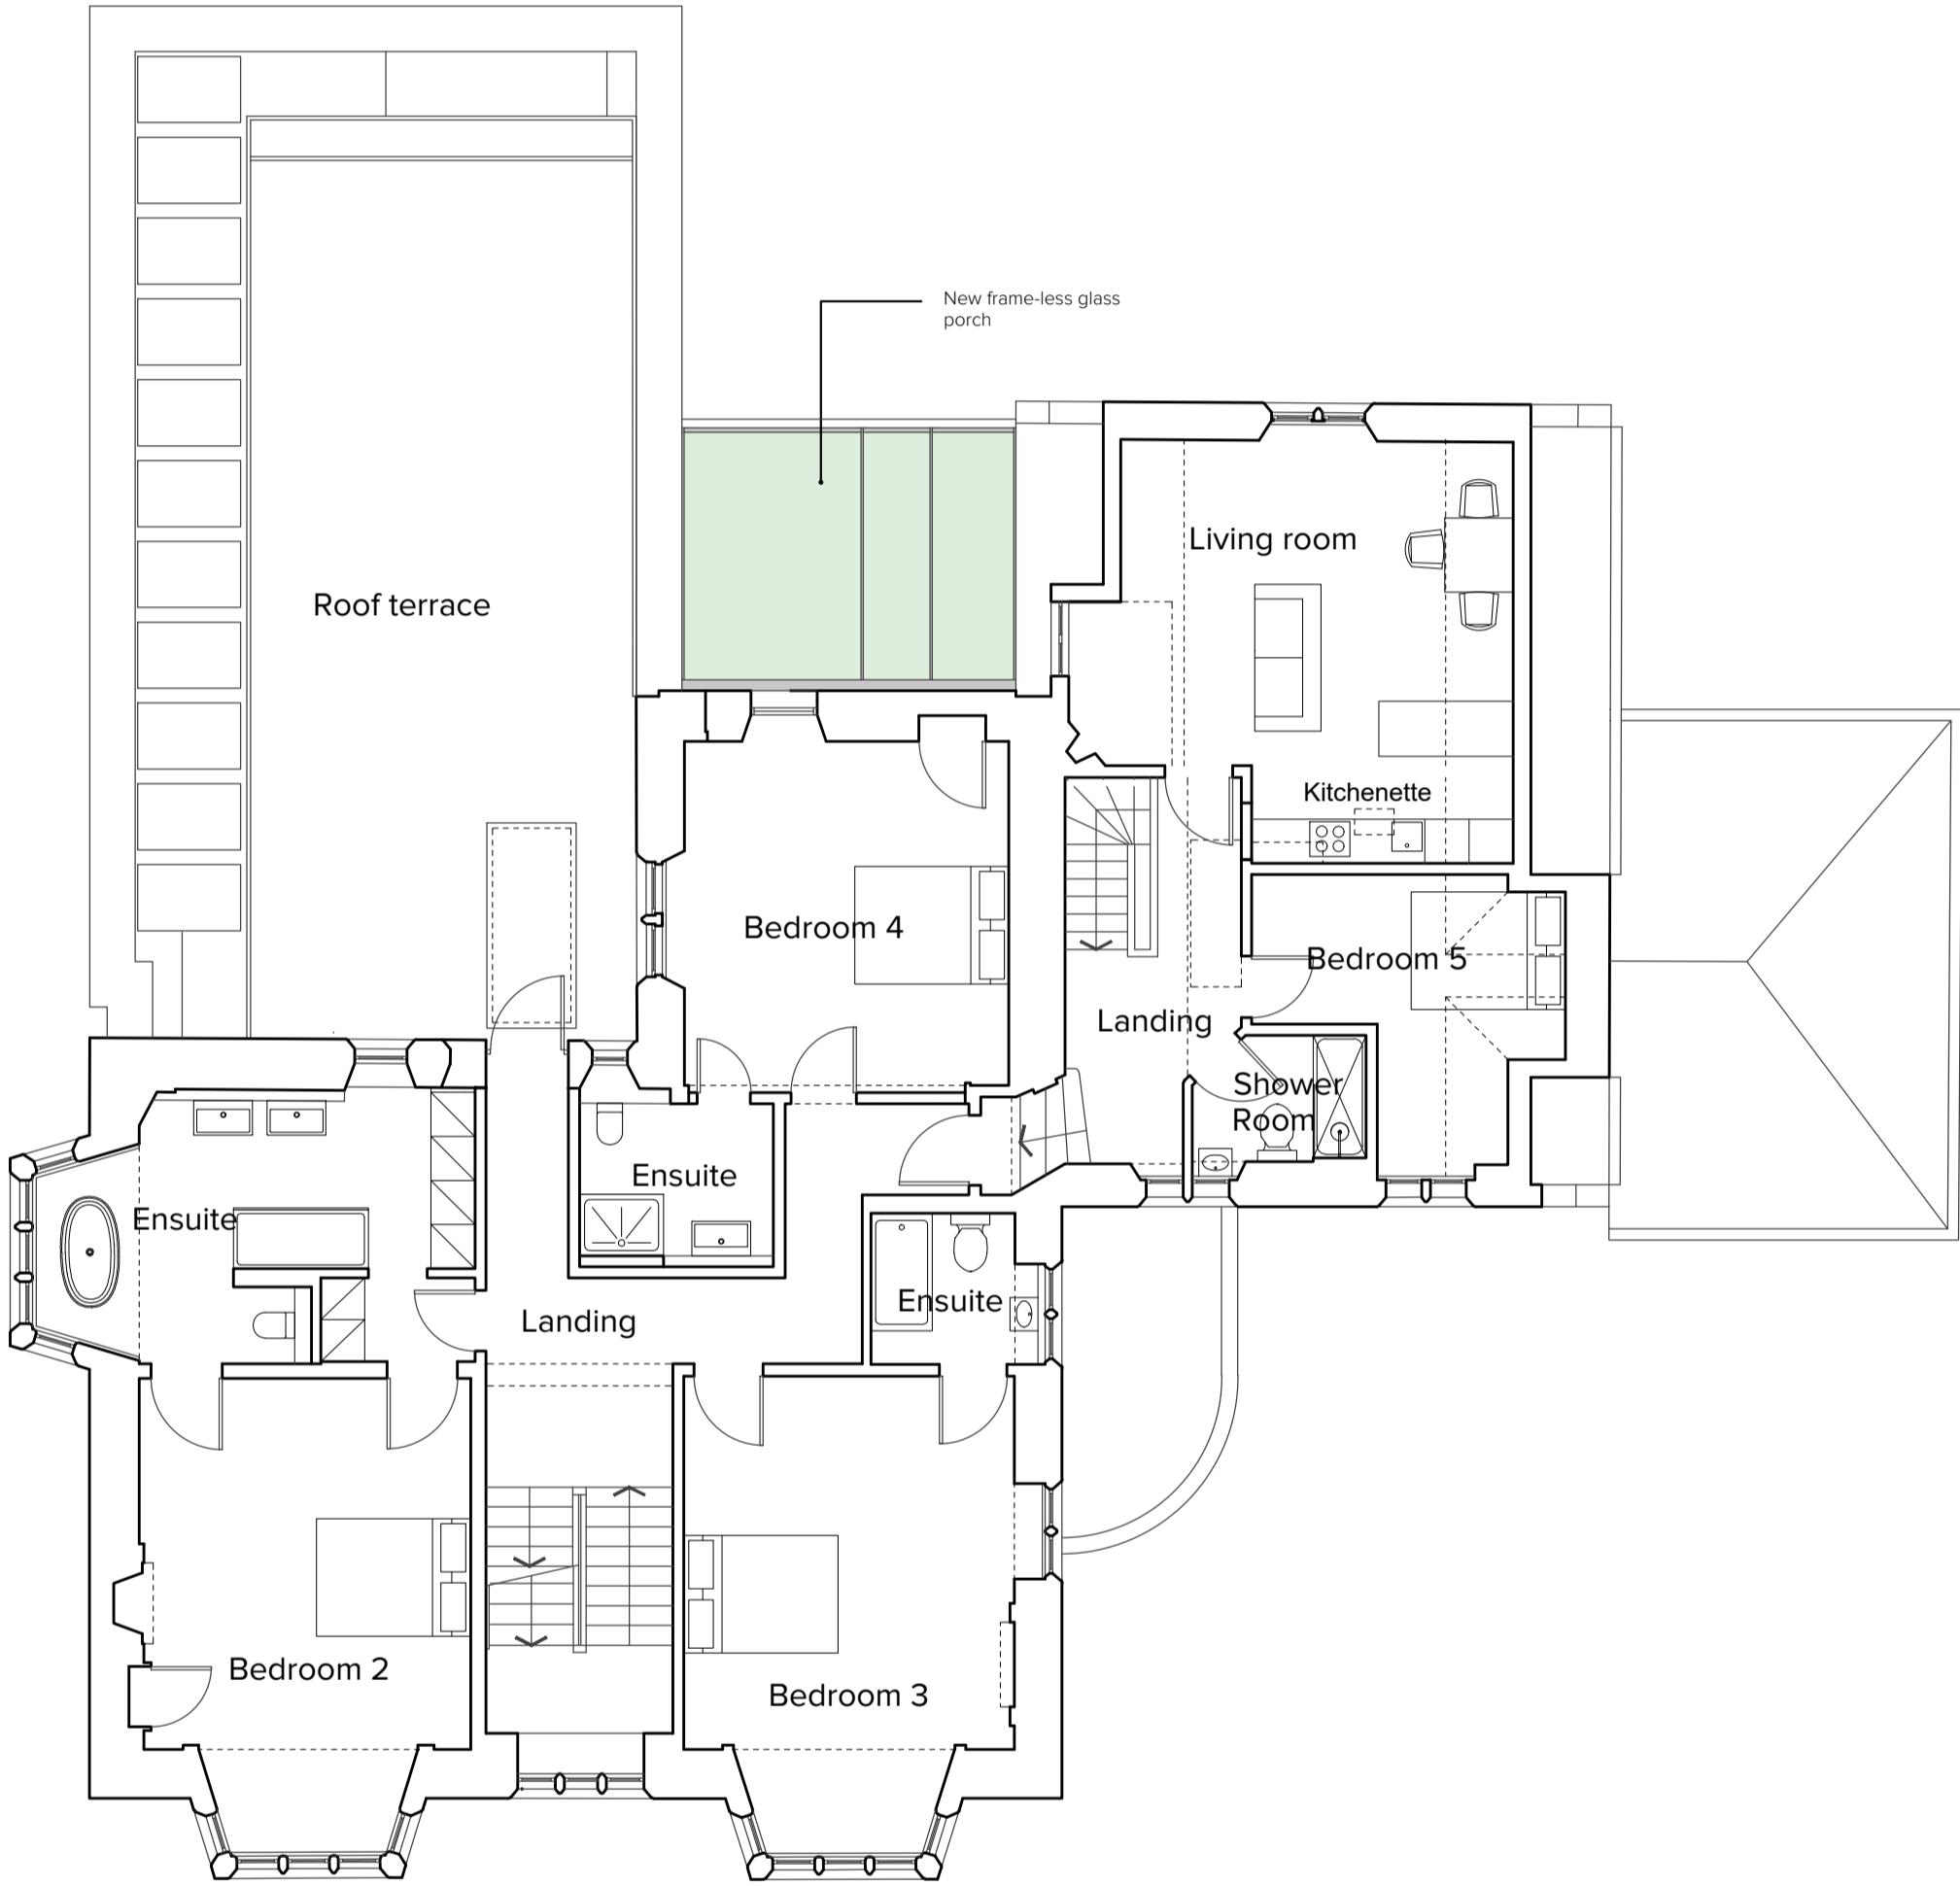 New frame-less glass
porch
Living room
Roof terrace
Kitchenette
Bedroom 4
Bedroom 5
Landing
Shower
Room
Ensuite
Ensuite
Ensuite
Landing
Bedroom 2
Bedroom 3